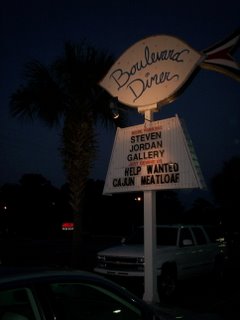 Boulevard
Diner
STEVEN
JORDAN
GALLERY
HELP WANTED
CAJUN MEATLOAF